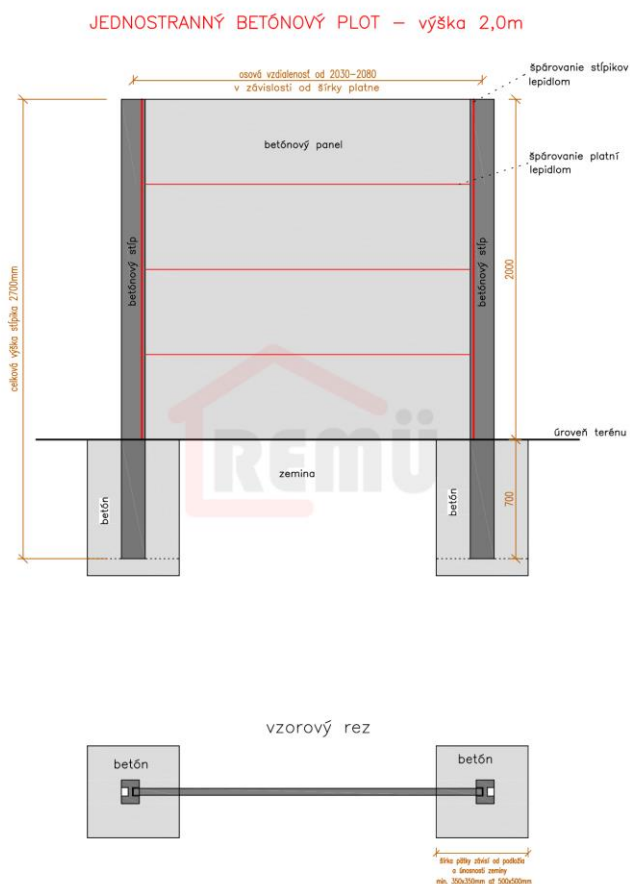 JEDNOSTRANNÝ BETÓNOVÝ PLOT – výška 2,0m
osová vzdialenosť od 2030-2080
v závislosti od šírky platne
špárovanie stĺpikov
lepidlom
betónový panel
špárovanie platní
lepidlom
celková výška stĺpika 2700mm
betónový stĺp
betónový stĺp
2000
úroveň terénu
REMÜ
zemina
betón
betón
700
vzorový rez
betón
betón
šírka pätky závisí od podložia
a únosnosti zeminy
min. 350x350mm až 500x500mm